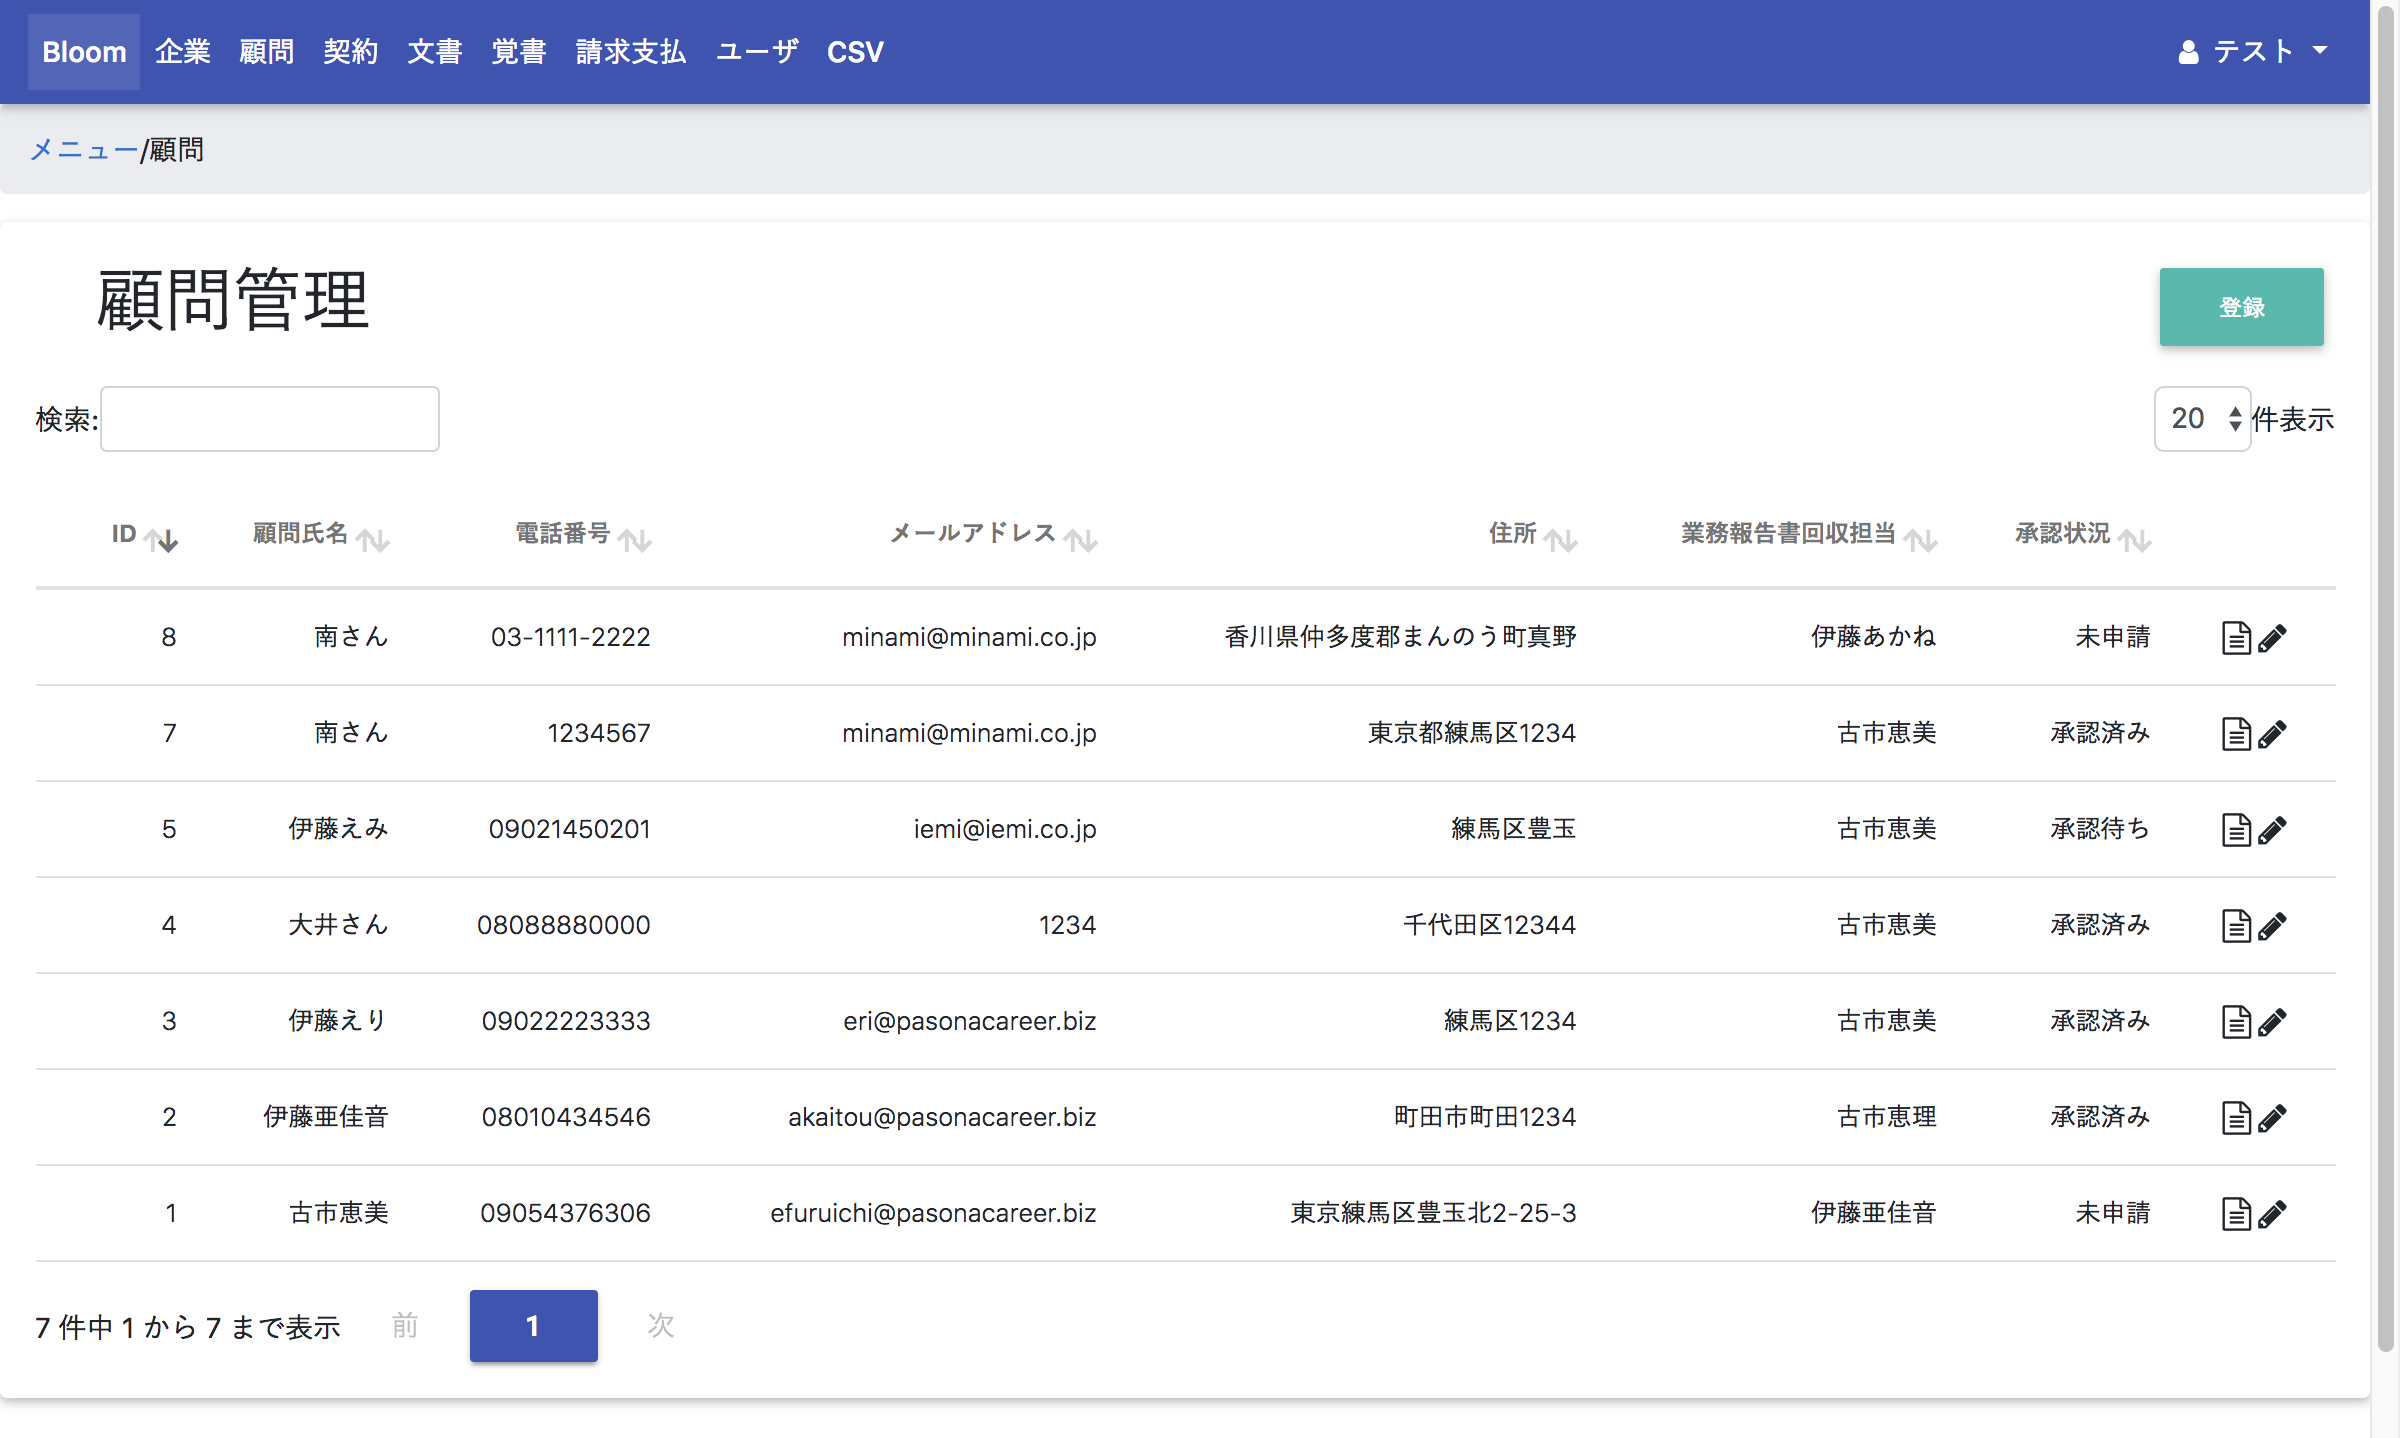 Bloom 企業 顧問 契約 文書 覚書 請求支払 ユーザ CSV テスト
メニュー/顧問
顧問管理
登録
検索: 20 件表示
ID 顧問氏名 電話番号 メールアドレス 住所 業務報告書回収担当 承認状況
8 南さん 03-1111-2222 minami@minami.co.jp 香川県仲多度郡まんのう町真野 伊藤あかね 未申請
7 南さん 1234567 minami@minami.co.jp 東京都練馬区1234 古市恵美 承認済み
5 伊藤えみ 09021450201 iemi@iemi.co.jp 練馬区豊玉 古市恵美 承認待ち
4 大井さん 08088880000 1234 千代田区12344 古市恵美 承認済み
3 伊藤えり 09022223333 eri@pasonacareer.biz 練馬区1234 古市恵美 承認済み
2 伊藤亜佳音 08010434546 akaitou@pasonacareer.biz 町田市町田1234 古市恵理 承認済み
1 古市恵美 09054376306 efuruichi@pasonacareer.biz 東京練馬区豊玉北2-25-3 伊藤亜佳音 未申請
7 件中 1 から 7 まで表示 前 1 次